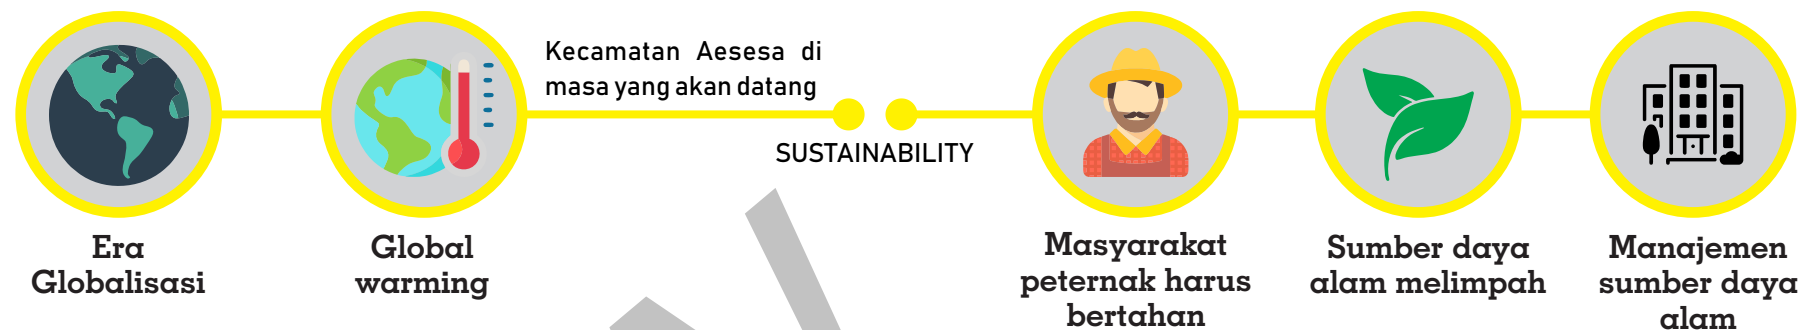 Kecamatan Aesesa di
masa yang akan datang
SUSTAINABILITY
Era
Globalisasi
Global
warming
Masyarakat
peternak harus
bertahan
Sumber daya
alam melimpah
Manajemen
sumber daya
alam